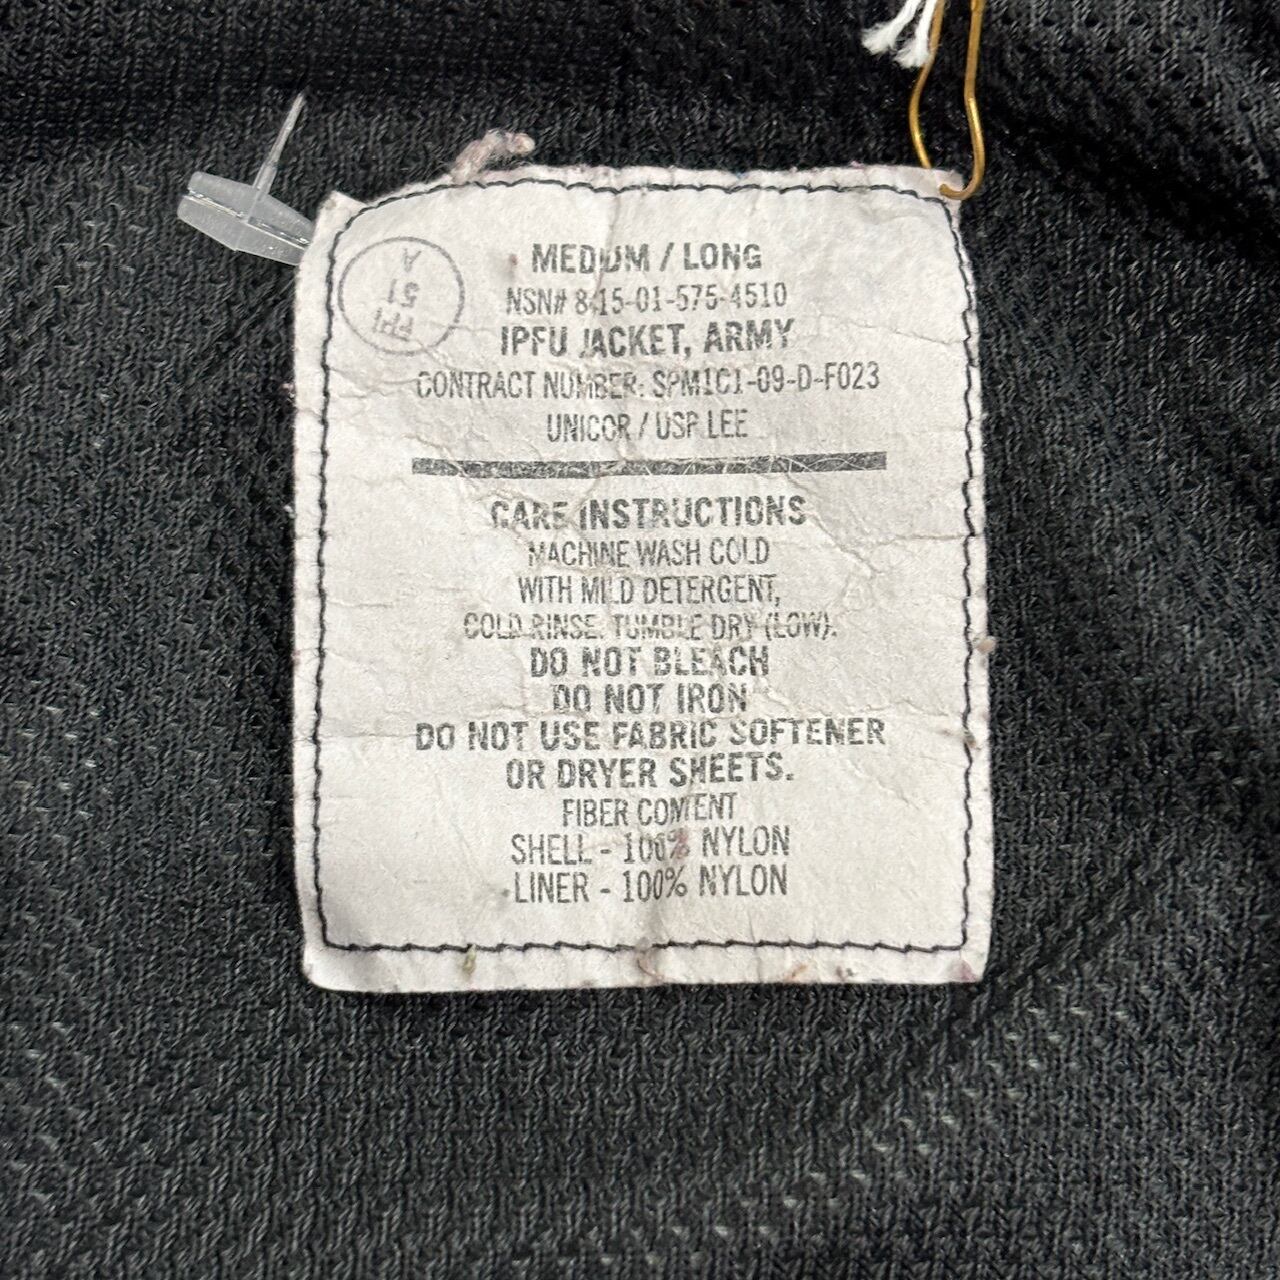 MEDIUM / LONG
NSN# 8415-01-575-4510
IPFU JACKET, ARMY
CONTRACT NUMBER: SPM1C1-09-D-F023
UNICOR / USP LEE
CARE INSTRUCTIONS
MACHINE WASH COLD
WITH MILD DETERGENT,
COLD RINSE. TUMBLE DRY (LOW).
DO NOT BLEACH
DO NOT IRON
DO NOT USE FABRIC SOFTENER
OR DRYER SHEETS.
FIBER CONTENT
SHELL - 100% NYLON
LINER - 100% NYLON
FPI
51
A